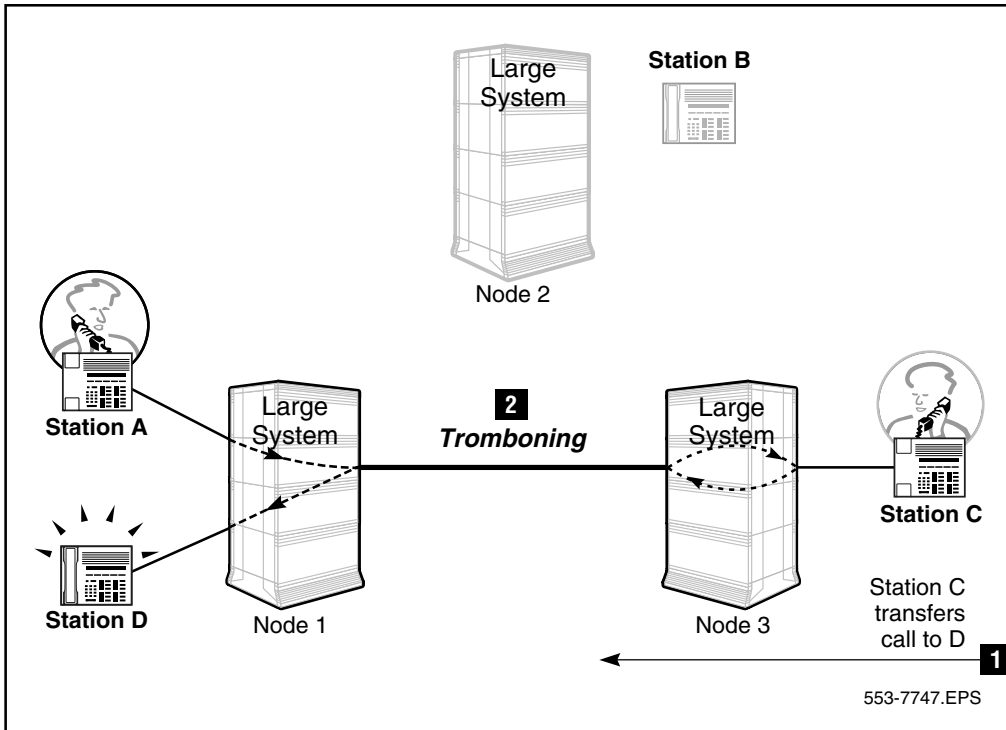 Large
System
Station B
Node 2
Station A
Large
System
2
Tromboning
Large
System
Station C
Station D
Node 1
Node 3
Station C
transfers
call to D
1
553-7747.EPS